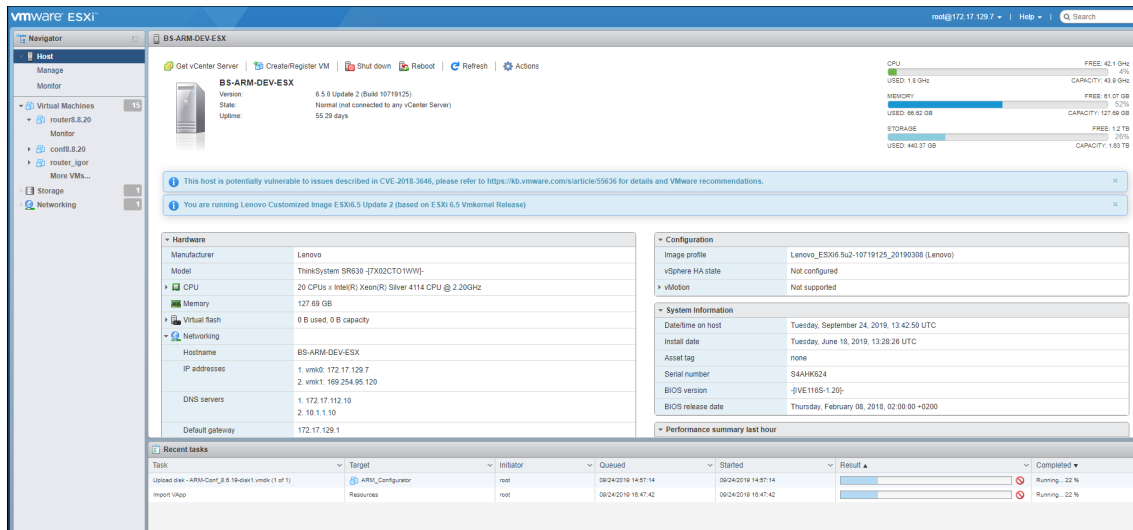 vmware ESXi
root@172.17.129.7
Help
Search
Navigator
BS-ARM-DEV-ESX
Host
Manage
Monitor
Virtual Machines 15
router8.8.20
Monitor
conf8.8.20
router_igor
More VMs...
Storage 1
Networking 1
Get vCenter Server
Create/Register VM
Shut down
Reboot
Refresh
Actions
BS-ARM-DEV-ESX
Version: 6.5.0 Update 2 (Build 10719125)
State: Normal (not connected to any vCenter Server)
Uptime: 55.29 days
CPU FREE: 42.1 GHz
4%
USED: 1.8 GHz CAPACITY: 43.9 GHz
MEMORY FREE: 61.07 GB
52%
USED: 66.62 GB CAPACITY: 127.69 GB
STORAGE FREE: 1.2 TB
26%
USED: 440.37 GB CAPACITY: 1.63 TB
This host is potentially vulnerable to issues described in CVE-2018-3646, please refer to https://kb.vmware.com/s/article/55636 for details and VMware recommendations.
You are running Lenovo Customized Image ESXi6.5 Update 2 (based on ESXi 6.5 Vmkernel Release)
Hardware
Manufacturer Lenovo
Model ThinkSystem SR630 -[7X02CTO1WW]-
CPU 20 CPUs x Intel(R) Xeon(R) Silver 4114 CPU @ 2.20GHz
Memory 127.69 GB
Virtual flash 0 B used, 0 B capacity
Networking
Hostname BS-ARM-DEV-ESX
IP addresses 1. vmk0: 172.17.129.7
2. vmk1: 169.254.95.120
DNS servers 1. 172.17.112.10
2. 10.1.1.10
Default gateway 172.17.129.1
Configuration
Image profile Lenovo_ESXi6.5u2-10719125_20190308 (Lenovo)
vSphere HA state Not configured
vMotion Not supported
System Information
Date/time on host Tuesday, September 24, 2019, 13:42:50 UTC
Install date Tuesday, June 18, 2019, 13:28:26 UTC
Asset tag none
Serial number S4AHK624
BIOS version -[IVE116S-1.20]-
BIOS release date Thursday, February 08, 2018, 02:00:00 +0200
Performance summary last hour
Recent tasks
Task Target Initiator Queued Started Result Completed
Upload disk - ARM-Conf_8.6.19-disk1.vmdk (1 of 1) ARM_Configurator root 09/24/2019 14:57:14 09/24/2019 14:57:14 Running... 22 %
Import VApp Resources root 09/24/2019 16:47:42 09/24/2019 16:47:42 Running... 22 %